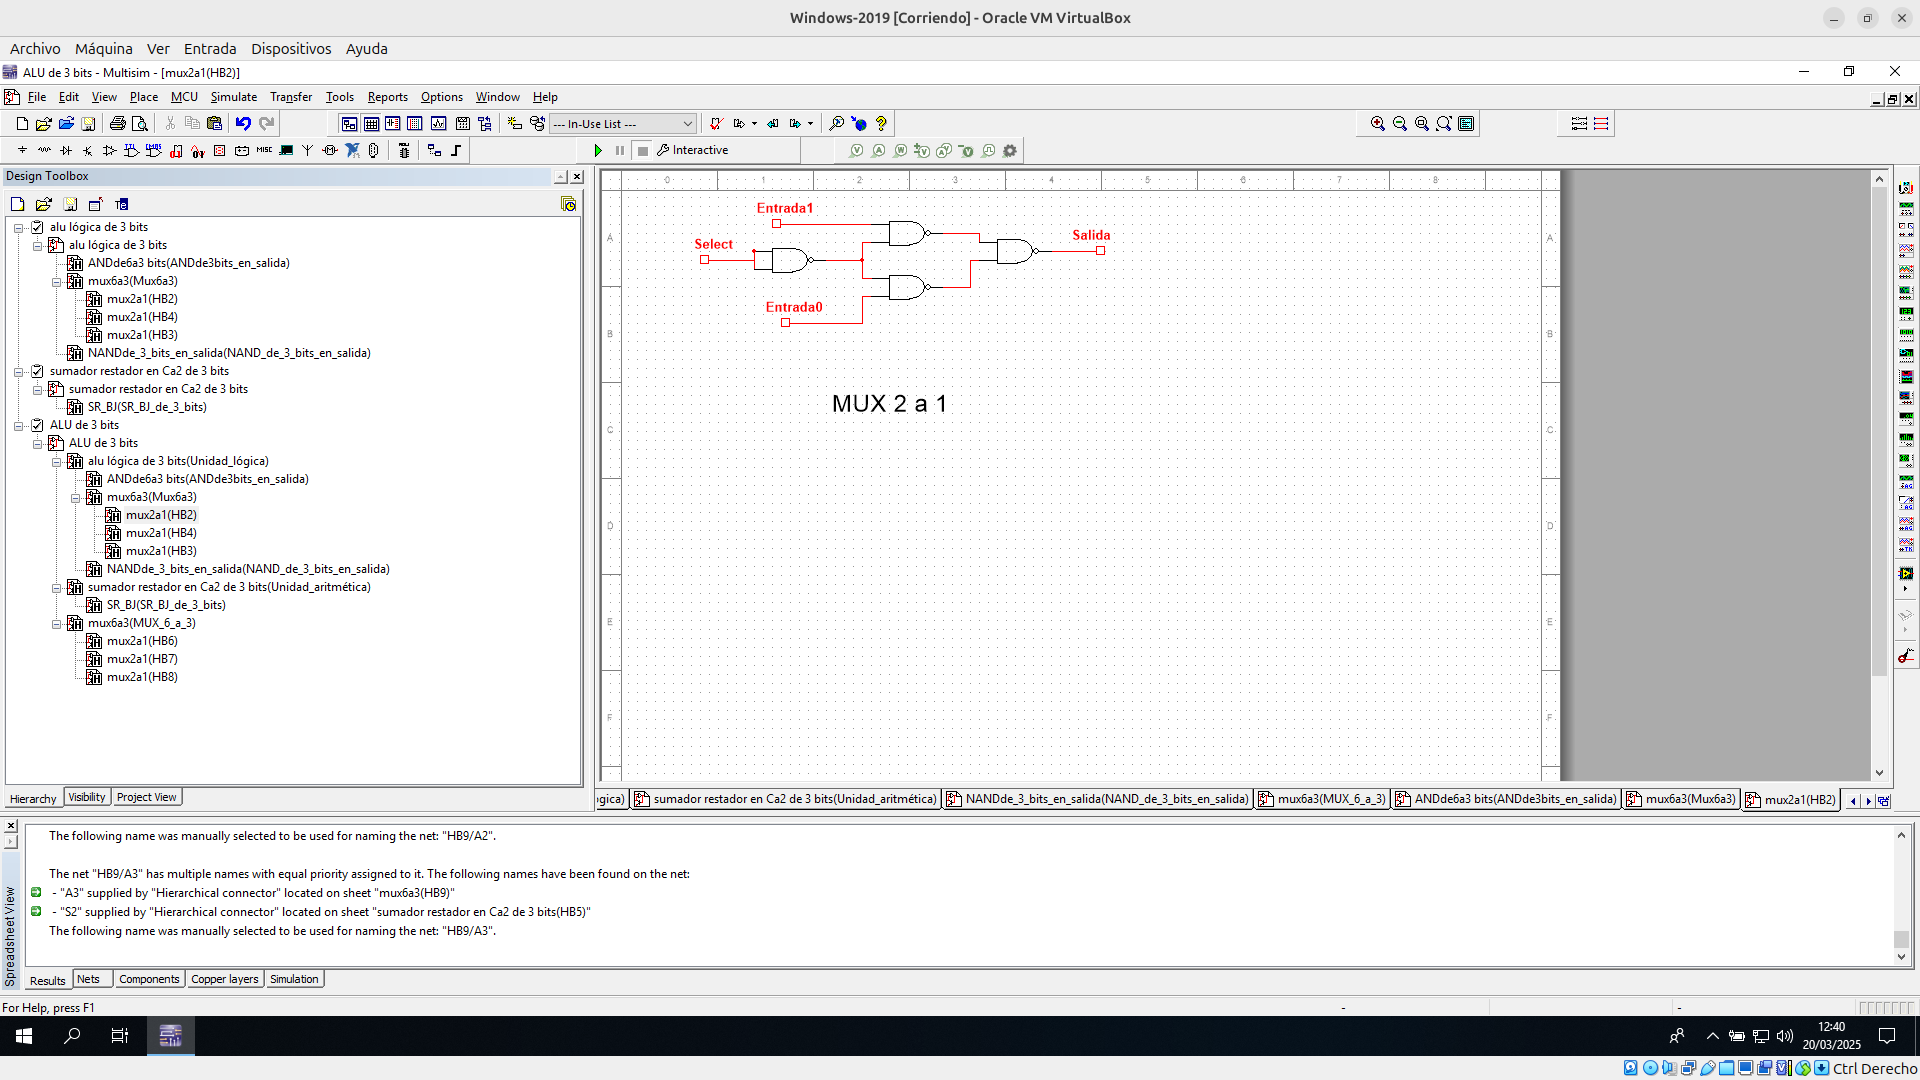 Windows-2019 [Corriendo] - Oracle VM VirtualBox
Archivo Máquina Ver Entrada Dispositivos Ayuda
ALU de 3 bits - Multisim - [mux2a1(HB2)]
File Edit View Place MCU Simulate Transfer Tools Reports Options Window Help
--- In-Use List ---
Interactive
Design Toolbox
alu lógica de 3 bits
alu lógica de 3 bits
ANDde6a3 bits(ANDde3bits_en_salida)
mux6a3(Mux6a3)
mux2a1(HB2)
mux2a1(HB4)
mux2a1(HB3)
NANDde_3_bits_en_salida(NAND_de_3_bits_en_salida)
sumador restador en Ca2 de 3 bits
sumador restador en Ca2 de 3 bits
SR_BJ(SR_BJ_de_3_bits)
ALU de 3 bits
ALU de 3 bits
alu lógica de 3 bits(Unidad_lógica)
ANDde6a3 bits(ANDde3bits_en_salida)
mux6a3(Mux6a3)
mux2a1(HB2)
mux2a1(HB4)
mux2a1(HB3)
NANDde_3_bits_en_salida(NAND_de_3_bits_en_salida)
sumador restador en Ca2 de 3 bits(Unidad_aritmética)
SR_BJ(SR_BJ_de_3_bits)
mux6a3(MUX_6_a_3)
mux2a1(HB6)
mux2a1(HB7)
mux2a1(HB8)
Hierarchy Visibility Project View
0 1 2 3 4 5 6 7 8
A A
B B
C C
D D
E E
F F
Entrada1
Select
Salida
Entrada0
MUX 2 a 1
gica) sumador restador en Ca2 de 3 bits(Unidad_aritmética) NANDde_3_bits_en_salida(NAND_de_3_bits_en_salida) mux6a3(MUX_6_a_3) ANDde6a3 bits(ANDde3bits_en_salida) mux6a3(Mux6a3) mux2a1(HB2)
Spreadsheet View
The following name was manually selected to be used for naming the net: "HB9/A2".
The net "HB9/A3" has multiple names with equal priority assigned to it. The following names have been found on the net:
- "A3" supplied by "Hierarchical connector" located on sheet "mux6a3(HB9)"
- "S2" supplied by "Hierarchical connector" located on sheet "sumador restador en Ca2 de 3 bits(HB5)"
The following name was manually selected to be used for naming the net: "HB9/A3".
Results Nets Components Copper layers Simulation
For Help, press F1 - -
12:40
20/03/2025
Ctrl Derecho